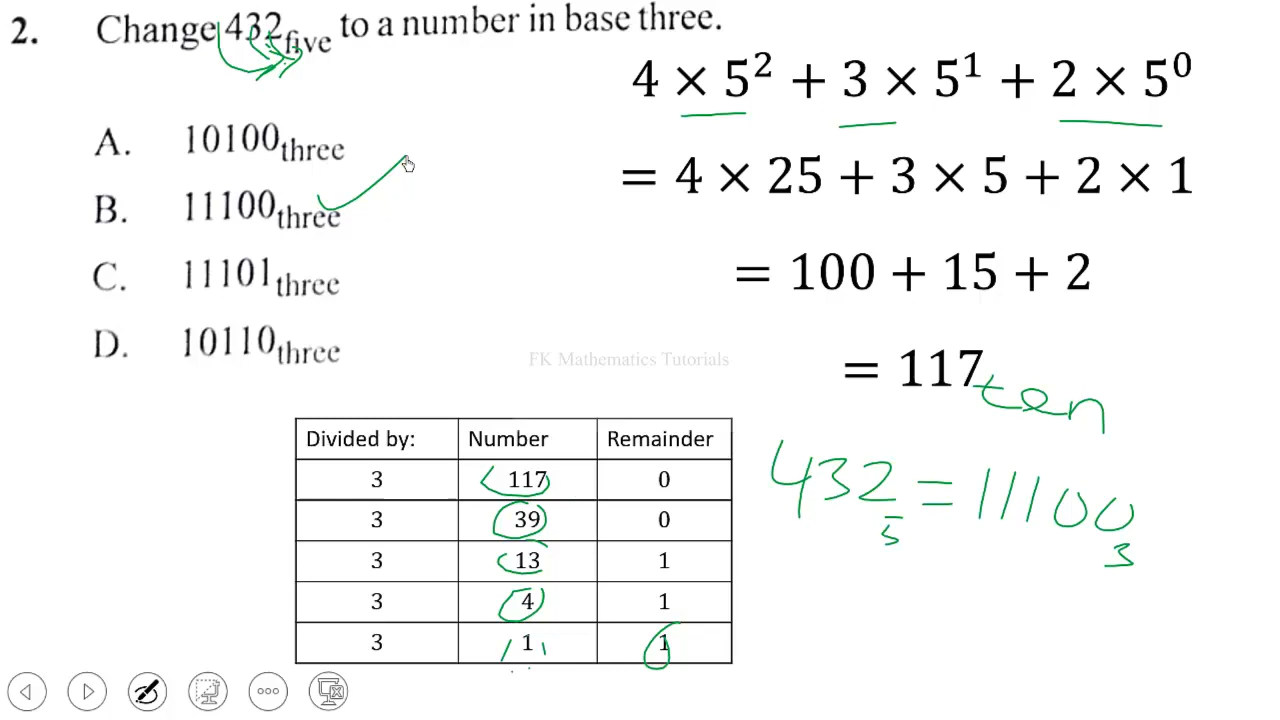 2. Change 432five to a number in base three.
A. 10100three
B. 11100three
C. 11101three
D. 10110three
4 × 5² + 3 × 5¹ + 2 × 5⁰
= 4 × 25 + 3 × 5 + 2 × 1
= 100 + 15 + 2
= 117ten
FK Mathematics Tutorials
Divided by: Number Remainder
3 117 0
3 39 0
3 13 1
3 4 1
3 1 1
432₅ = 11100₃